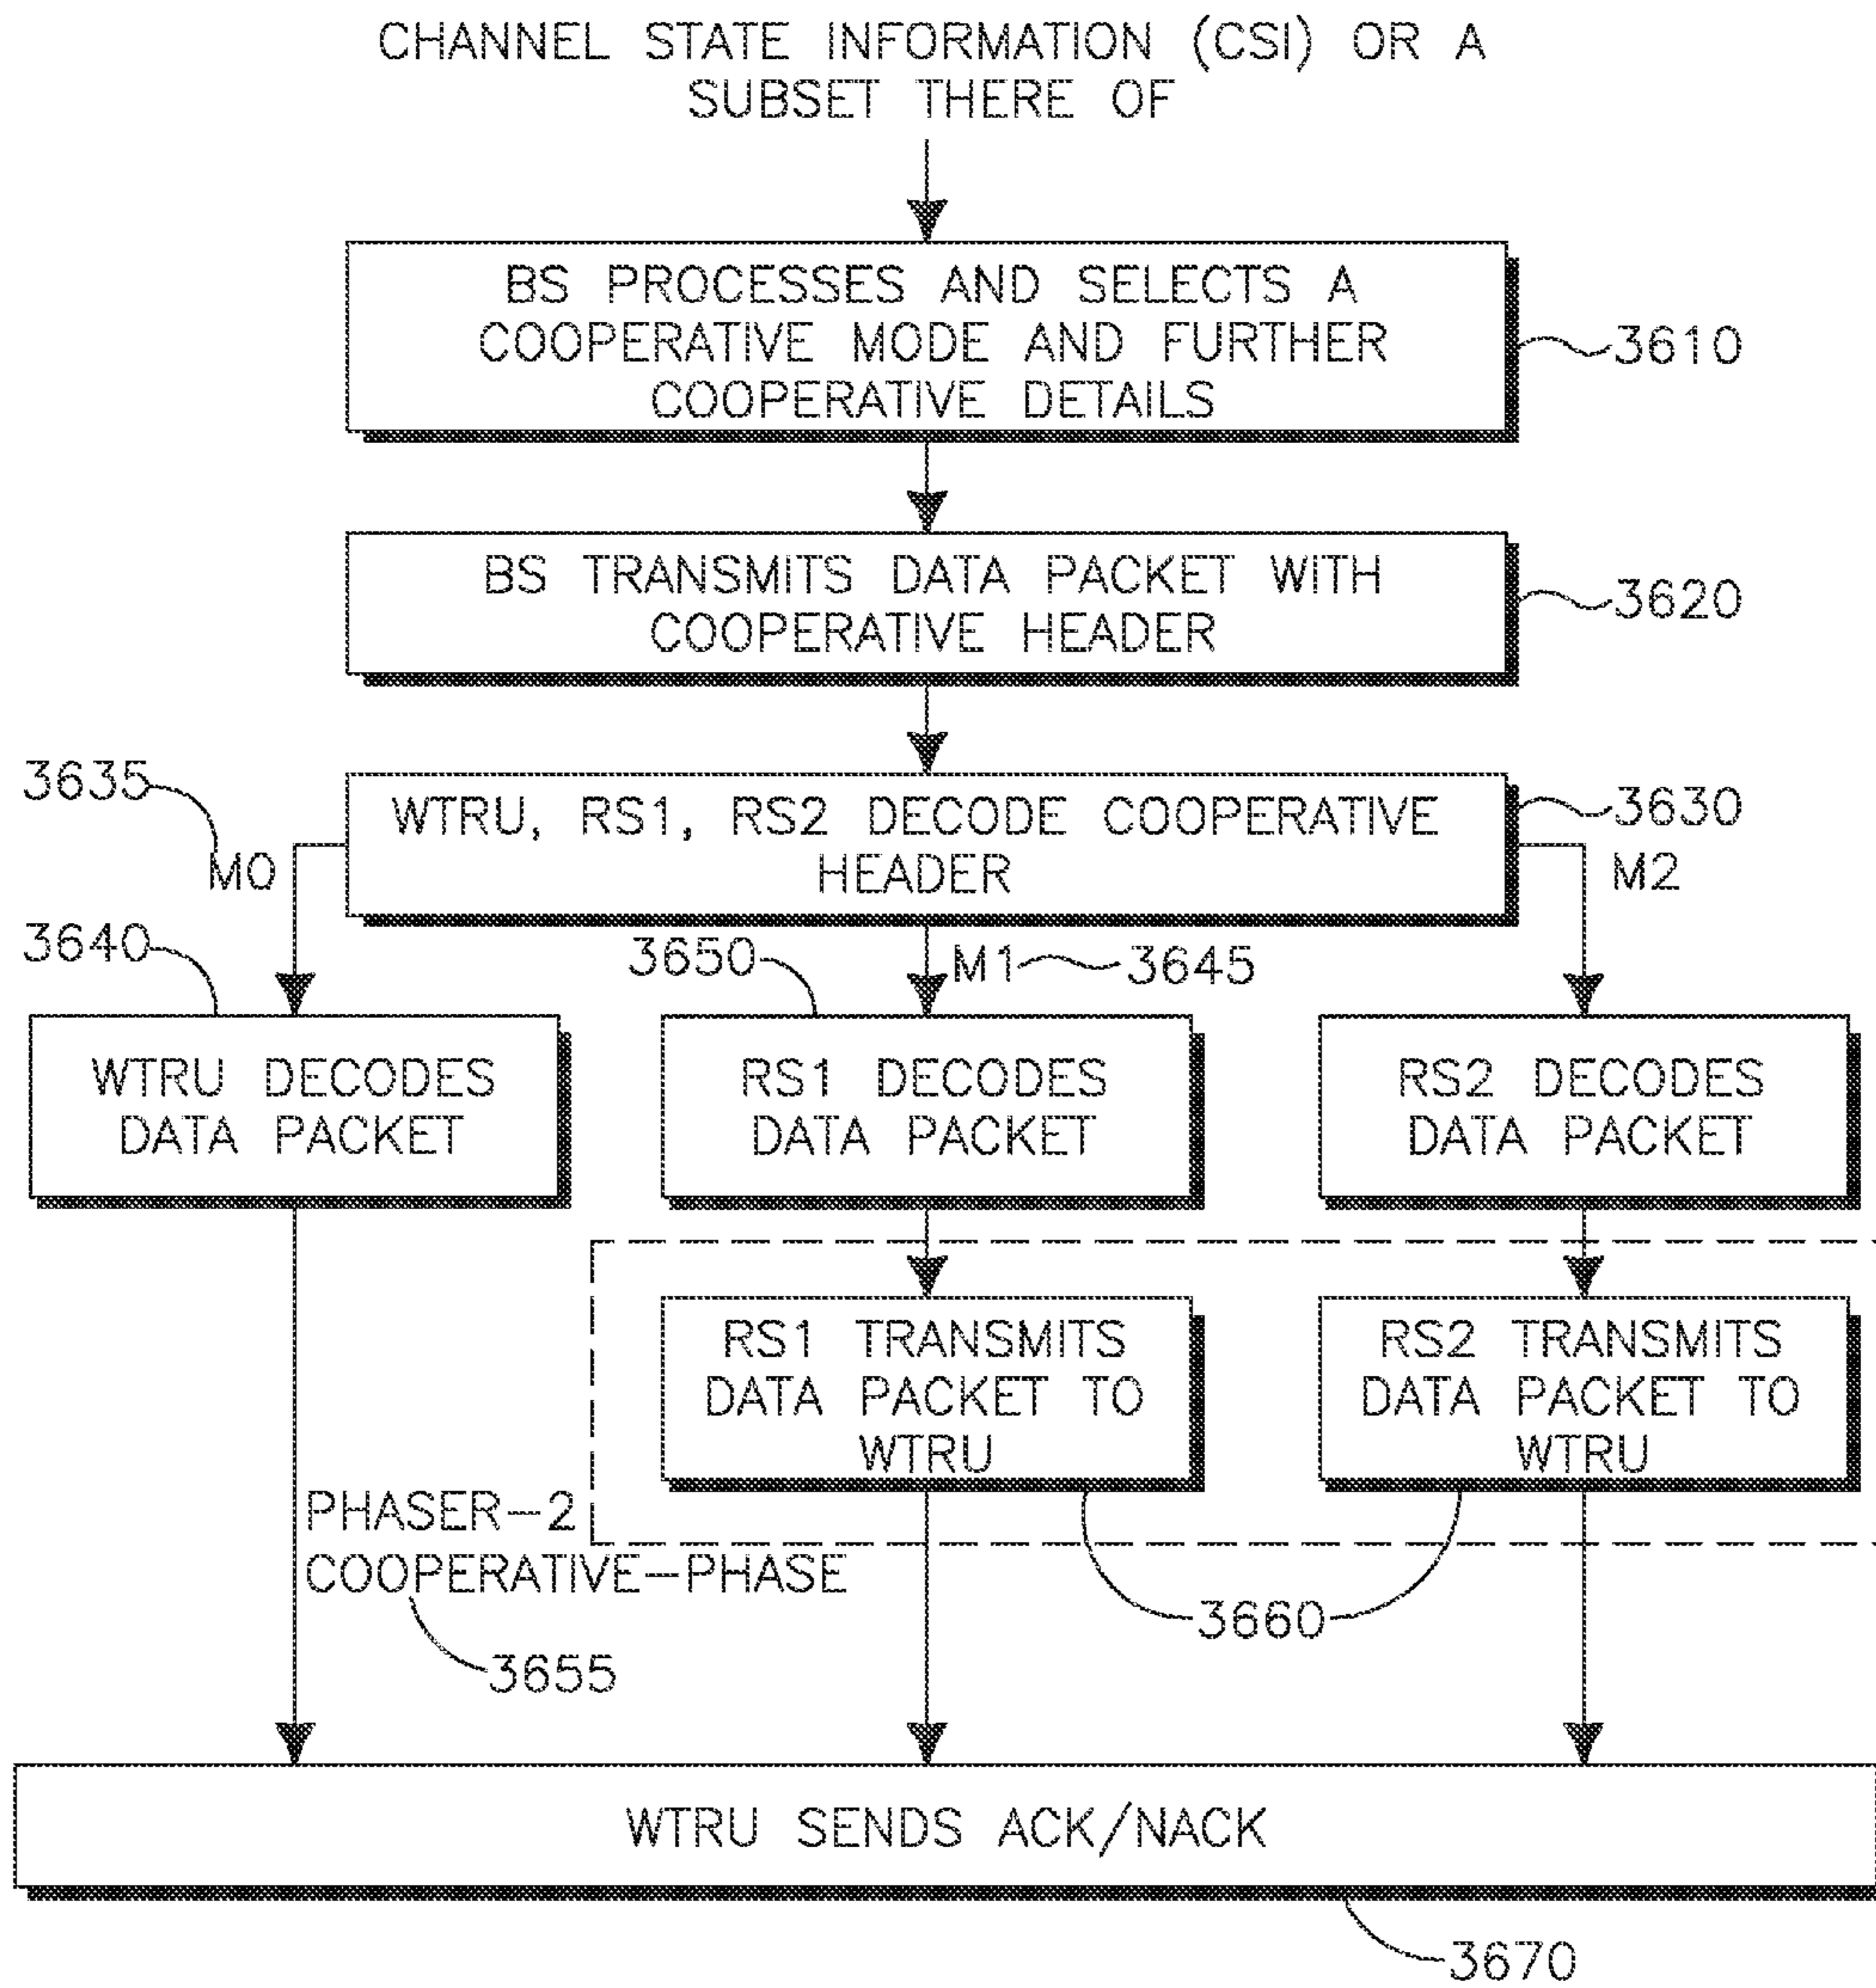 CHANNEL STATE INFORMATION (CSI) OR A
SUBSET THERE OF
BS PROCESSES AND SELECTS A
COOPERATIVE MODE AND FURTHER
COOPERATIVE DETAILS
3610
BS TRANSMITS DATA PACKET WITH
COOPERATIVE HEADER
3620
3635
WTRU, RS1, RS2 DECODE COOPERATIVE
HEADER
3630
M0
M2
3640
3650
M1
3645
WTRU DECODES
DATA PACKET
RS1 DECODES
DATA PACKET
RS2 DECODES
DATA PACKET
RS1 TRANSMITS
DATA PACKET TO
WTRU
RS2 TRANSMITS
DATA PACKET TO
WTRU
PHASER-2
COOPERATIVE-PHASE
3660
3655
WTRU SENDS ACK/NACK
3670